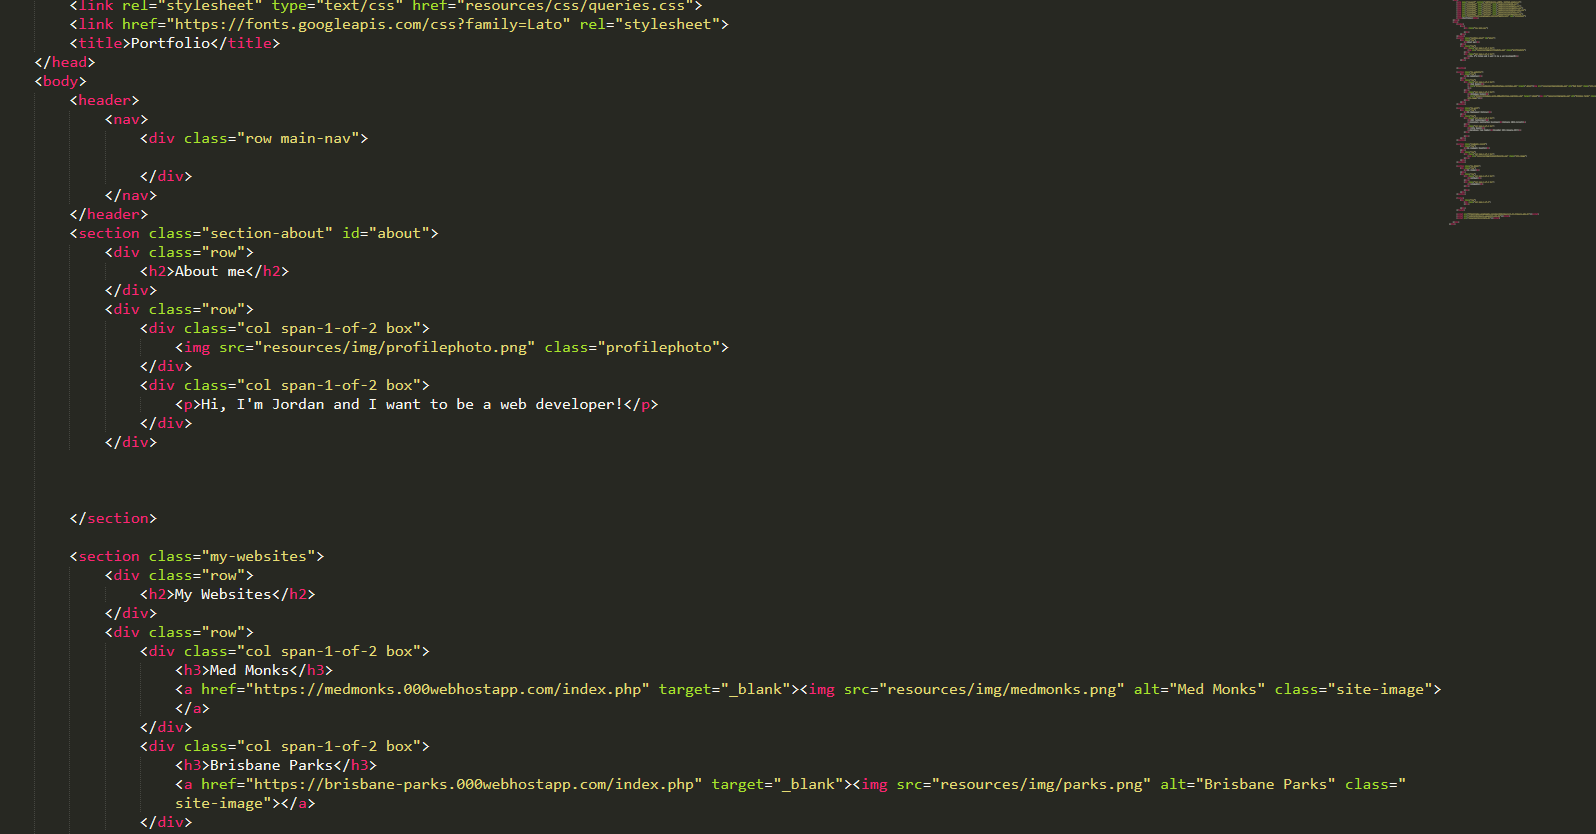 <link rel="stylesheet" type="text/css" href="resources/css/queries.css">
<link href="https://fonts.googleapis.com/css?family=Lato" rel="stylesheet">
<title>Portfolio</title>
</head>
<body>
<header>
<nav>
<div class="row main-nav">
</div>
</nav>
</header>
<section class="section-about" id="about">
<div class="row">
<h2>About me</h2>
</div>
<div class="row">
<div class="col span-1-of-2 box">
<img src="resources/img/profilephoto.png" class="profilephoto">
</div>
<div class="col span-1-of-2 box">
<p>Hi, I'm Jordan and I want to be a web developer!</p>
</div>
</div>
</section>
<section class="my-websites">
<div class="row">
<h2>My Websites</h2>
</div>
<div class="row">
<div class="col span-1-of-2 box">
<h3>Med Monks</h3>
<a href="https://medmonks.000webhostapp.com/index.php" target="_blank"><img src="resources/img/medmonks.png" alt="Med Monks" class="site-image">
</a>
</div>
<div class="col span-1-of-2 box">
<h3>Brisbane Parks</h3>
<a href="https://brisbane-parks.000webhostapp.com/index.php" target="_blank"><img src="resources/img/parks.png" alt="Brisbane Parks" class="
site-image"></a>
</div>